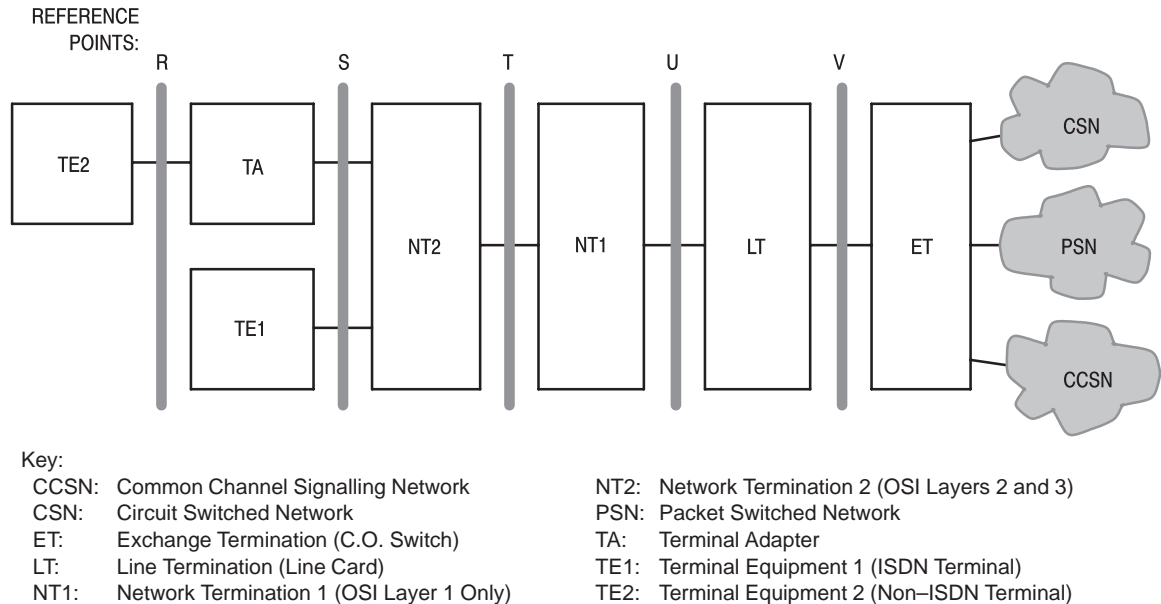 REFERENCE
POINTS:
R S T U V
TE2 TA NT2 NT1 LT ET CSN
PSN
TE1 CCSN
Key:
CCSN: Common Channel Signalling Network
CSN: Circuit Switched Network
ET: Exchange Termination (C.O. Switch)
LT: Line Termination (Line Card)
NT1: Network Termination 1 (OSI Layer 1 Only)
NT2: Network Termination 2 (OSI Layers 2 and 3)
PSN: Packet Switched Network
TA: Terminal Adapter
TE1: Terminal Equipment 1 (ISDN Terminal)
TE2: Terminal Equipment 2 (Non–ISDN Terminal)